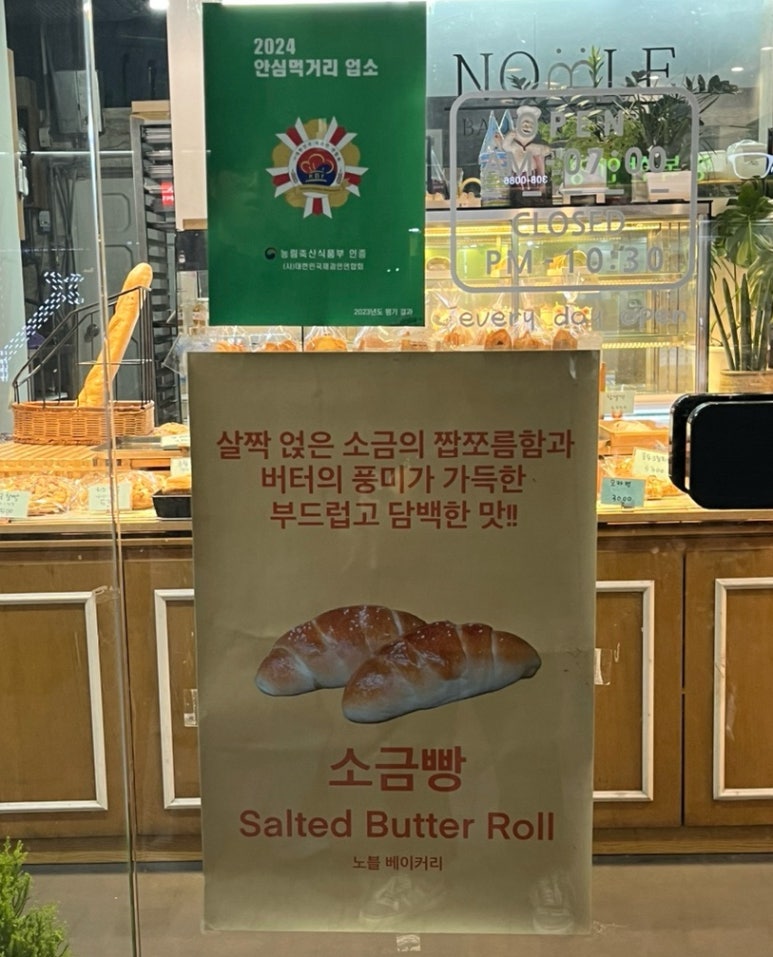 2024
안심먹거리 업소
농림축산식품부 인증
(사)대한민국제과인연합회
2023년도 평가 결과
OPEN
AM - 07:00
CLOSED
PM - 10:30
every day open
살짝 얹은 소금의 짭쪼름함과
버터의 풍미가 가득한
부드럽고 담백한 맛!!
소금빵
Salted Butter Roll
노블 베이커리